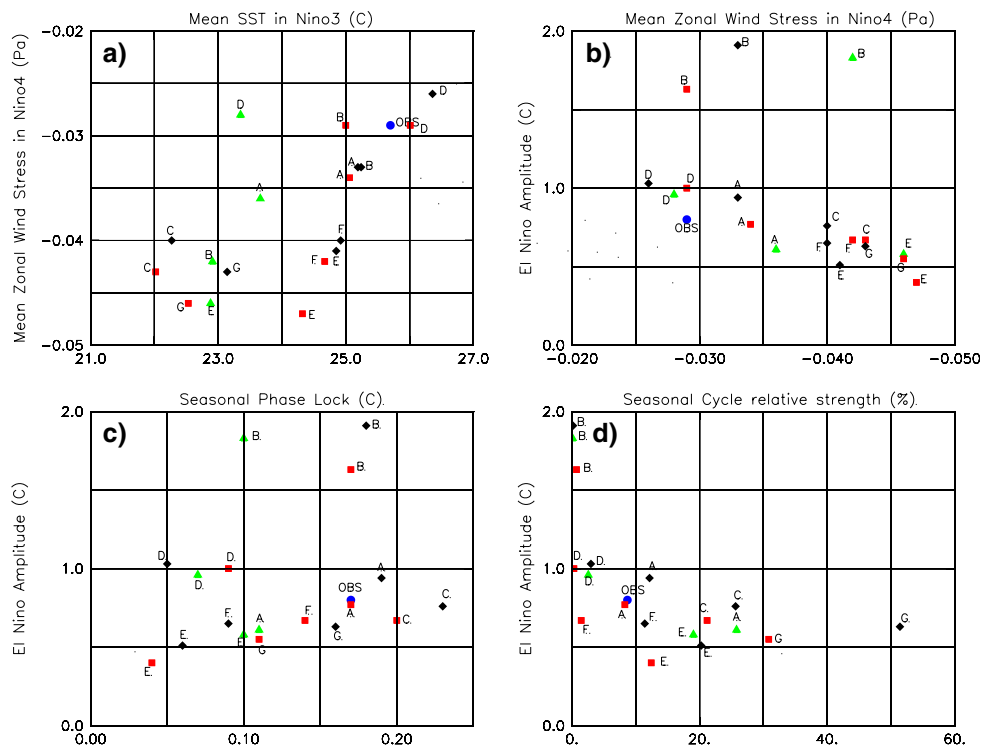 Mean SST in Nino3 (C)
a)
Mean Zonal Wind Stress in Nino4 (Pa)
−0.02
−0.03
−0.04
−0.05
21.0
23.0
25.0
27.0
D
D
B
OBS
D
A
B
A
A
C
F
E
B
G
C
F
G
E
E
Mean Zonal Wind Stress in Nino4 (Pa)
b)
El Nino Amplitude (C)
2.0
1.0
0.0
−0.020
−0.030
−0.040
−0.050
B
B
B
D
D
D
A
OBS
A
C
C
A
F
F
G
E
G
E
E
Seasonal Phase Lock (C).
c)
El Nino Amplitude (C)
2.0
1.0
0.0
0.00
0.10
0.20
B.
B.
B.
D.
D.
D.
A.
OBS
C.
A.
F.
A.
F.
C.
G.
E.
E.
G
E.
Seasonal Cycle relative strength (%).
d)
El Nino Amplitude (C)
2.0
1.0
0.0
0.
20.
40.
60.
B.
B.
B.
D.
D.
D.
A.
OBS
C.
A.
F.
F.
C.
A.
G.
E.
G
E.
E.